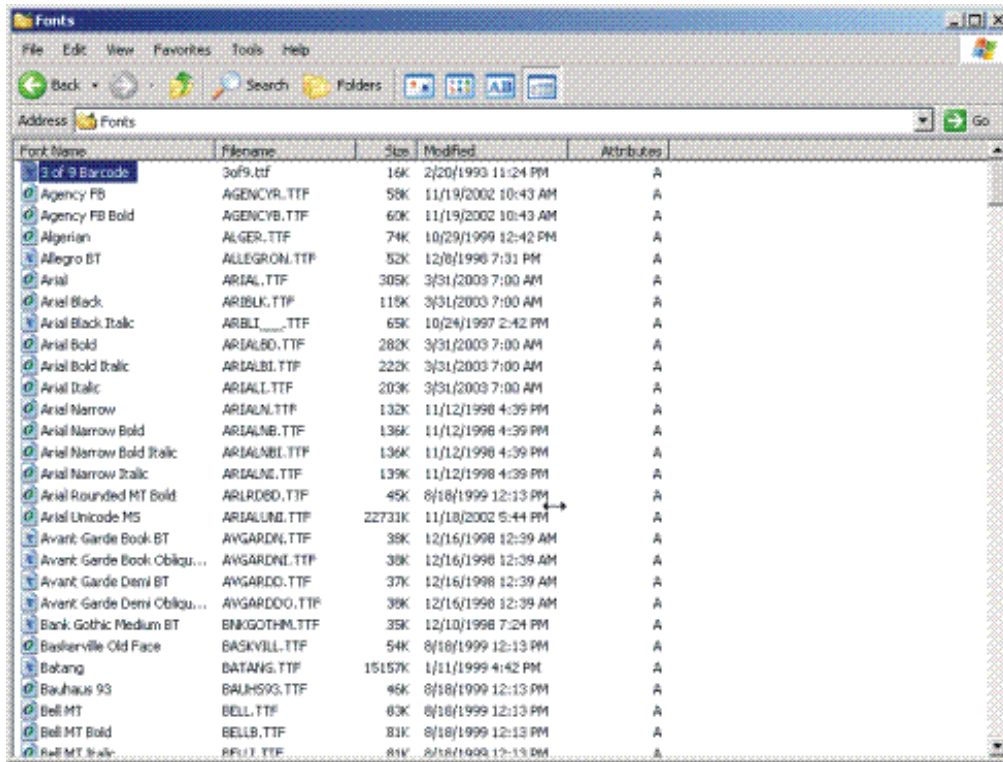 Fonts
File Edit View Favorites Tools Help
Back Search Folders
Address Fonts Go
Font Name Filename Size Modified Attributes
3 of 9 Barcode 3of9.ttf 16K 2/20/1993 11:24 PM A
Agency FB AGENCYR.TTF 58K 11/19/2002 10:43 AM A
Agency FB Bold AGENCYB.TTF 60K 11/19/2002 10:43 AM A
Algerian ALGER.TTF 74K 10/29/1999 12:42 PM A
Allegro BT ALLEGRON.TTF 52K 12/8/1998 7:31 PM A
Arial ARIAL.TTF 305K 3/31/2003 7:00 AM A
Arial Black ARIBLK.TTF 115K 3/31/2003 7:00 AM A
Arial Black Italic ARBLI___.TTF 65K 10/24/1997 2:42 PM A
Arial Bold ARIALBD.TTF 282K 3/31/2003 7:00 AM A
Arial Bold Italic ARIALBI.TTF 222K 3/31/2003 7:00 AM A
Arial Italic ARIALI.TTF 203K 3/31/2003 7:00 AM A
Arial Narrow ARIALN.TTF 132K 11/12/1998 4:39 PM A
Arial Narrow Bold ARIALNB.TTF 136K 11/12/1998 4:39 PM A
Arial Narrow Bold Italic ARIALNBI.TTF 136K 11/12/1998 4:39 PM A
Arial Narrow Italic ARIALNI.TTF 139K 11/12/1998 4:39 PM A
Arial Rounded MT Bold ARLRDBD.TTF 45K 8/18/1999 12:13 PM A
Arial Unicode MS ARIALUNI.TTF 22731K 11/18/2002 5:44 PM A
Avant Garde Book BT AVGARDN.TTF 38K 12/16/1998 12:39 AM A
Avant Garde Book Obliqu... AVGARDNI.TTF 38K 12/16/1998 12:39 AM A
Avant Garde Demi BT AVGARDD.TTF 37K 12/16/1998 12:39 AM A
Avant Garde Demi Obliqu... AVGARDDO.TTF 38K 12/16/1998 12:39 AM A
Bank Gothic Medium BT BNKGOTHM.TTF 35K 12/10/1998 7:24 PM A
Baskerville Old Face BASKVILL.TTF 54K 8/18/1999 12:13 PM A
Batang BATANG.TTF 15157K 1/11/1999 4:42 PM A
Bauhaus 93 BAUHS93.TTF 46K 8/18/1999 12:13 PM A
Bell MT BELL.TTF 83K 8/18/1999 12:13 PM A
Bell MT Bold BELLB.TTF 81K 8/18/1999 12:13 PM A
Bell MT Italic BELLI.TTF 81K 8/18/1999 12:13 PM A